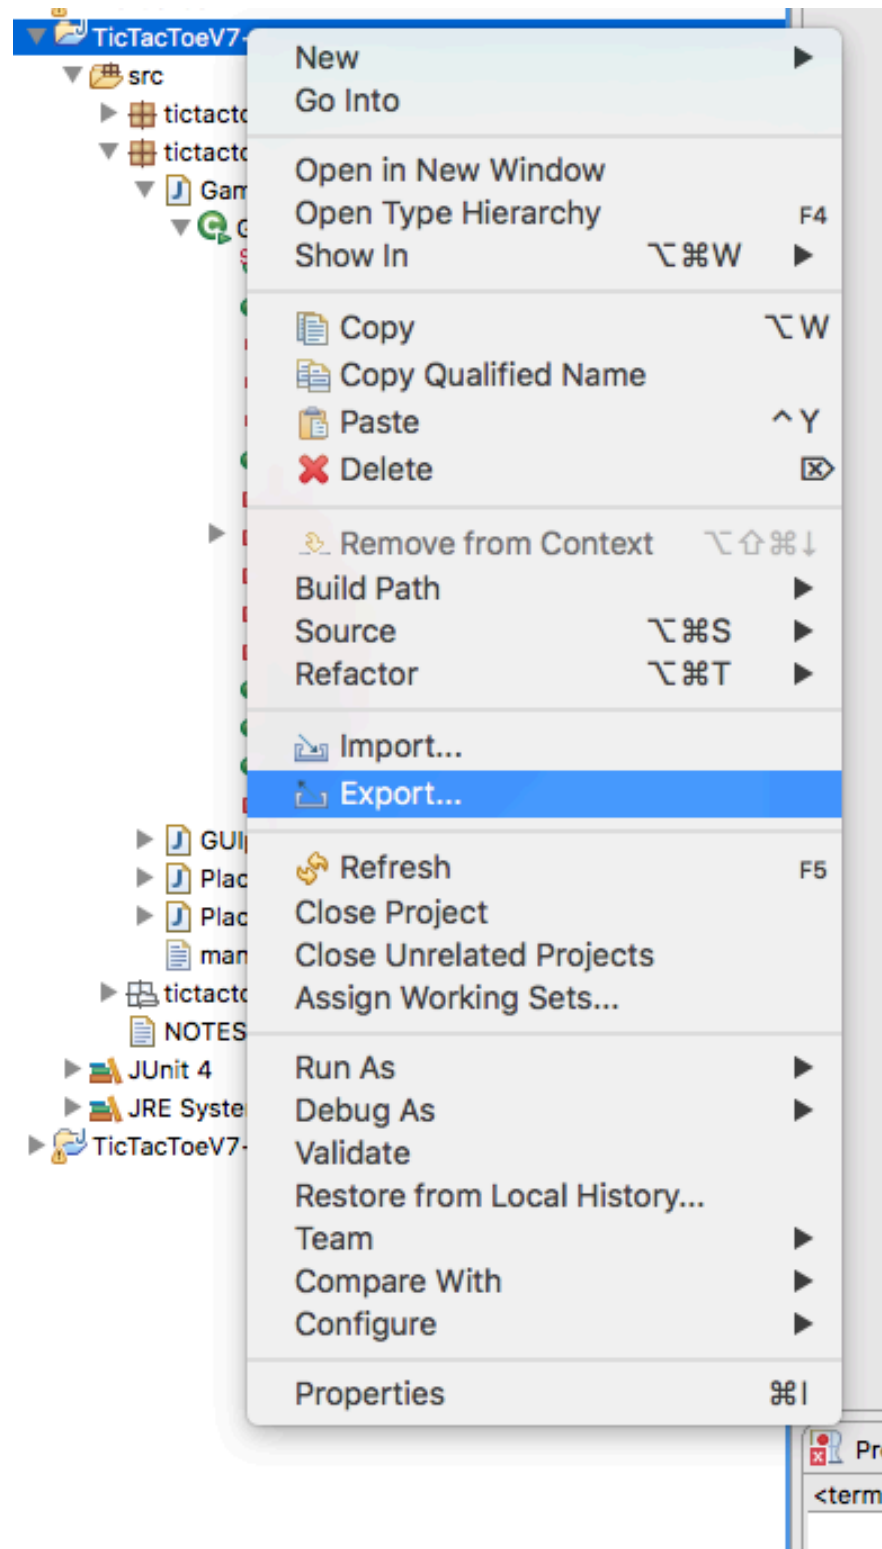 TicTacToeV7-
src
New
Go Into
Open in New Window
Open Type Hierarchy F4
Show In ⌥⌘W
Copy ⌥W
Copy Qualified Name
Paste ^Y
Delete ⌦
Remove from Context ⌥⇧⌘↓
Build Path
Source ⌥⌘S
Refactor ⌥⌘T
Import...
Export...
Refresh F5
Close Project
Close Unrelated Projects
Assign Working Sets...
Run As
Debug As
Validate
Restore from Local History...
Team
Compare With
Configure
Properties ⌘I
tictacto
tictacto
Gam
GUI
Plac
Plac
man
tictacto
NOTES
JUnit 4
JRE Syste
TicTacToeV7-
Pr
<term